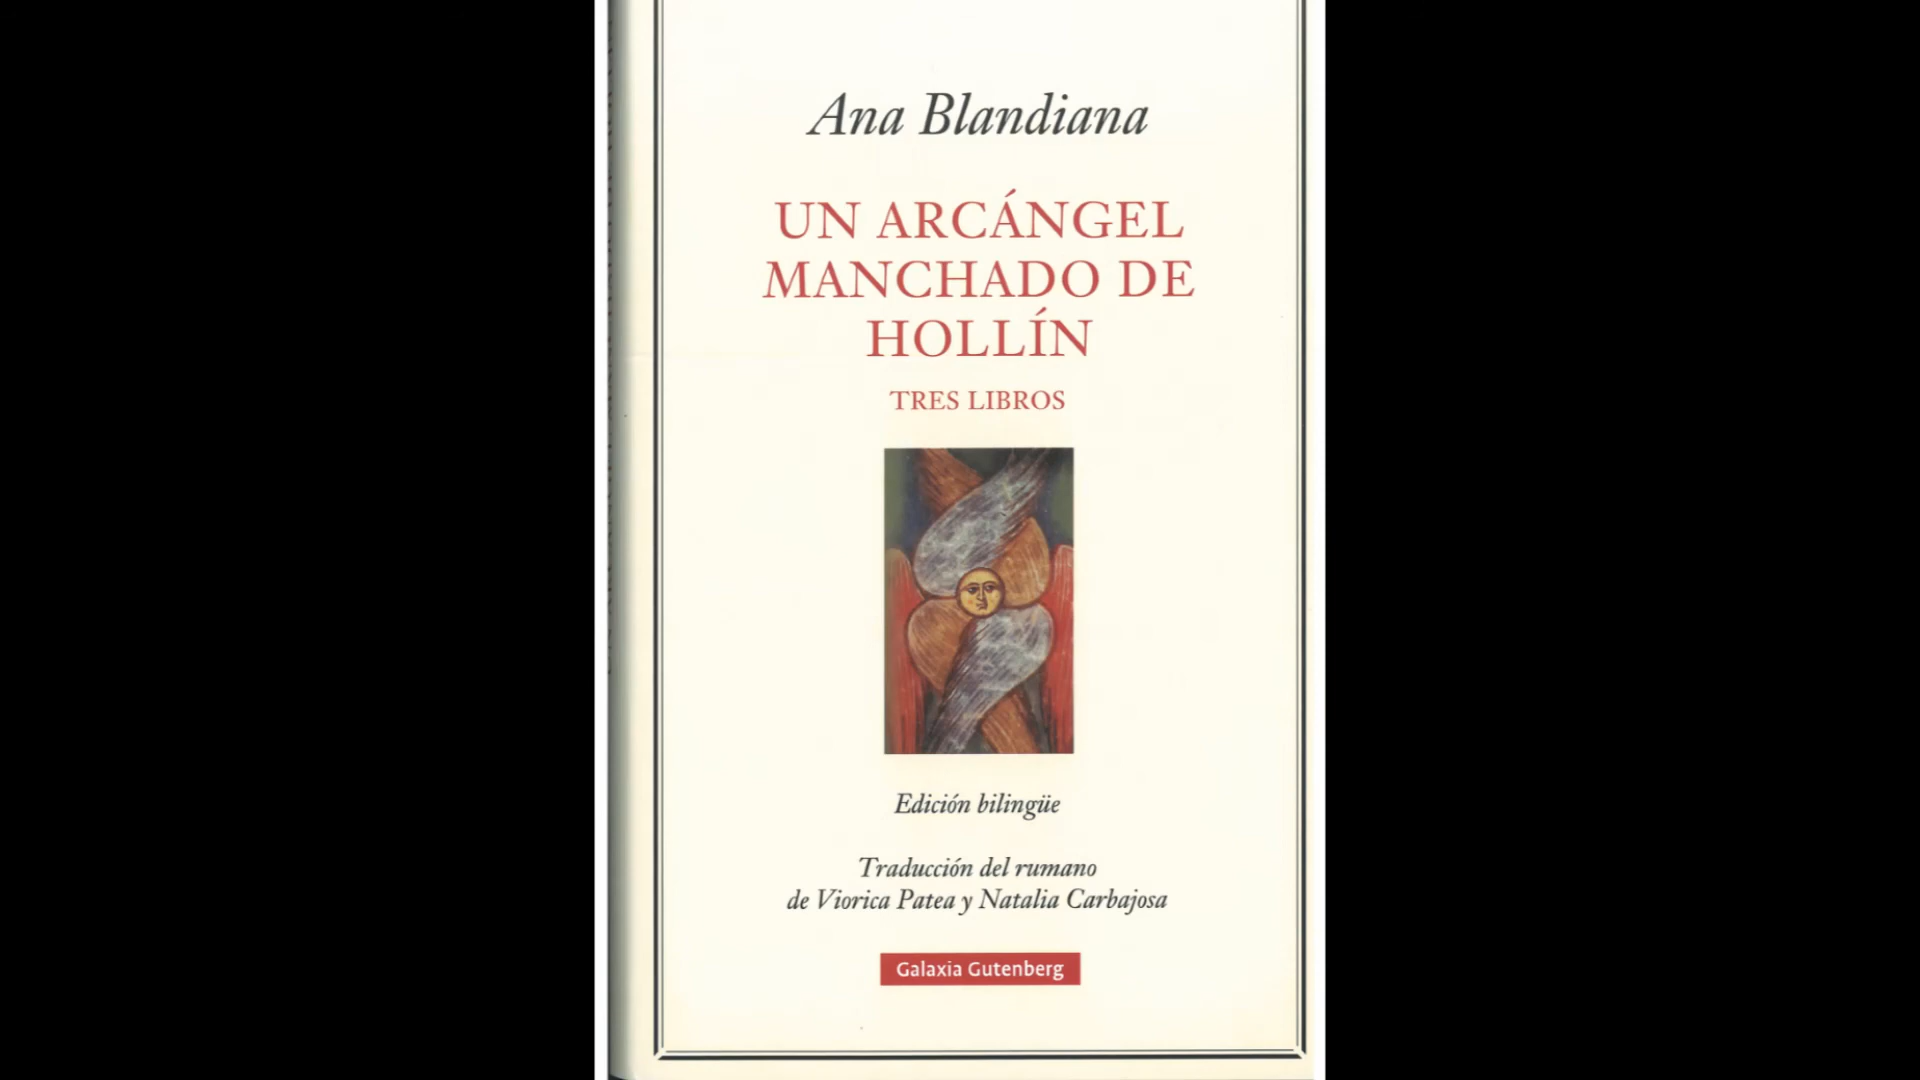 Ana Blandiana
UN ARCÁNGEL
MANCHADO DE
HOLLÍN
TRES LIBROS
Edición bilingüe
Traducción del rumano
de Viorica Patea y Natalia Carbajosa
Galaxia Gutenberg